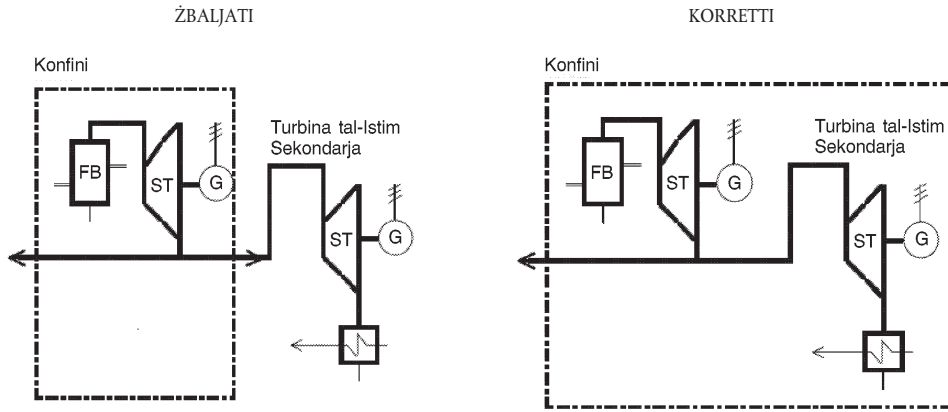 ŻBALJATI
Konfini
FB
ST
G
Turbina tal-Istim
Sekondarja
ST
G
KORRETTI
Konfini
FB
ST
G
Turbina tal-Istim
Sekondarja
ST
G